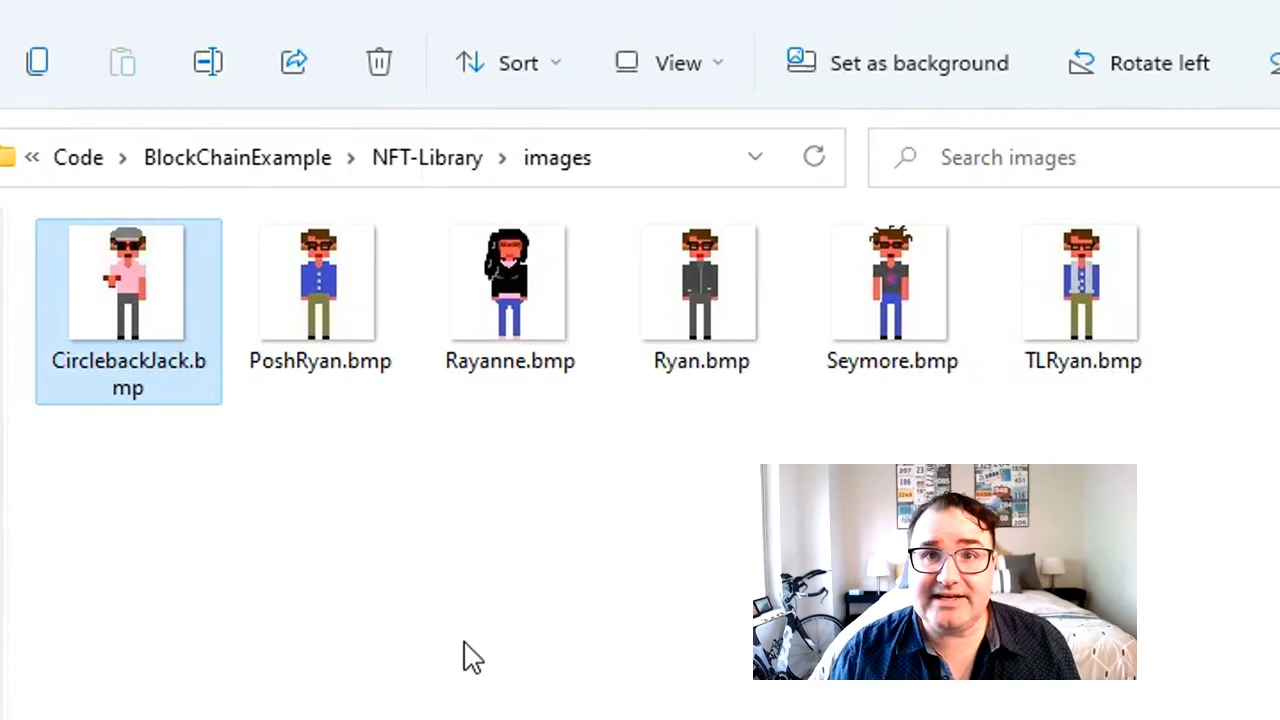 Sort
View
Set as background
Rotate left
« Code > BlockChainExample > NFT-Library > images
Search images
CirclebackJack.b
mp
PoshRyan.bmp
Rayanne.bmp
Ryan.bmp
Seymore.bmp
TLRyan.bmp